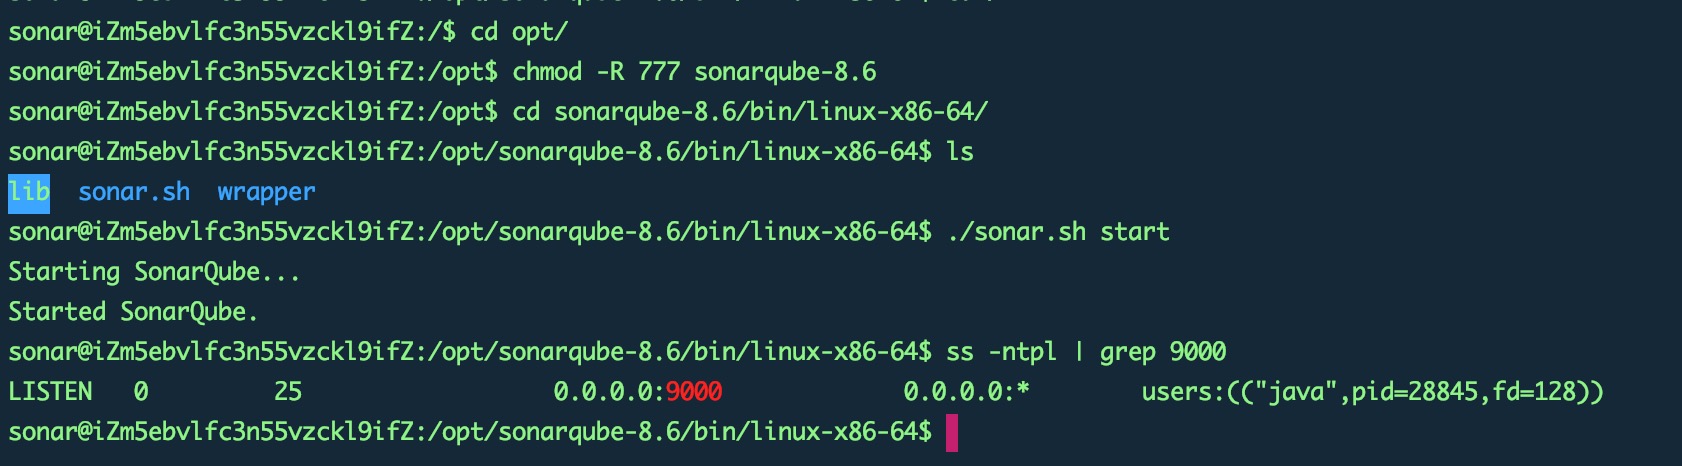 sonar@iZm5ebvlfc3n55vzckl9ifZ:/$ cd opt/
sonar@iZm5ebvlfc3n55vzckl9ifZ:/opt$ chmod -R 777 sonarqube-8.6
sonar@iZm5ebvlfc3n55vzckl9ifZ:/opt$ cd sonarqube-8.6/bin/linux-x86-64/
sonar@iZm5ebvlfc3n55vzckl9ifZ:/opt/sonarqube-8.6/bin/linux-x86-64$ ls
lib  sonar.sh  wrapper
sonar@iZm5ebvlfc3n55vzckl9ifZ:/opt/sonarqube-8.6/bin/linux-x86-64$ ./sonar.sh start
Starting SonarQube...
Started SonarQube.
sonar@iZm5ebvlfc3n55vzckl9ifZ:/opt/sonarqube-8.6/bin/linux-x86-64$ ss -ntpl | grep 9000
LISTEN   0         25                  0.0.0.0:9000             0.0.0.0:*        users:(("java",pid=28845,fd=128))
sonar@iZm5ebvlfc3n55vzckl9ifZ:/opt/sonarqube-8.6/bin/linux-x86-64$